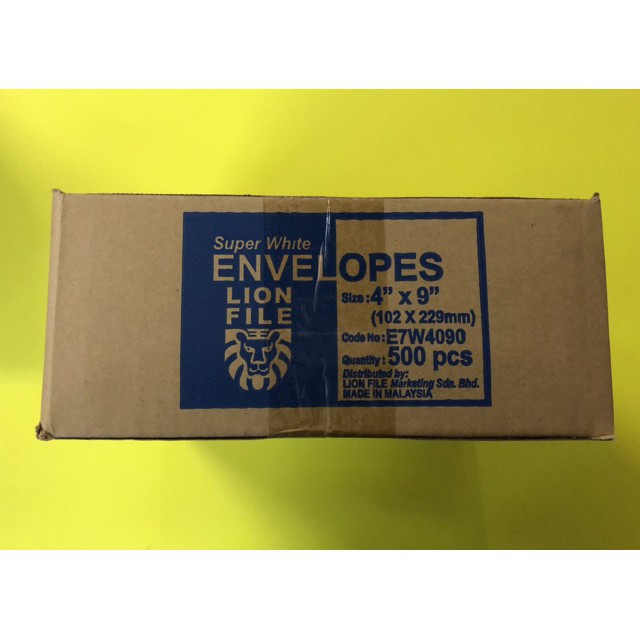 Super White
ENVELOPES
LION
FILE
Size: 4" x 9"
(102 X 229mm)
Code No: E7W4090
Quantity: 500 pcs
Distributed by:
LION FILE Marketing Sdn. Bhd.
MADE IN MALAYSIA